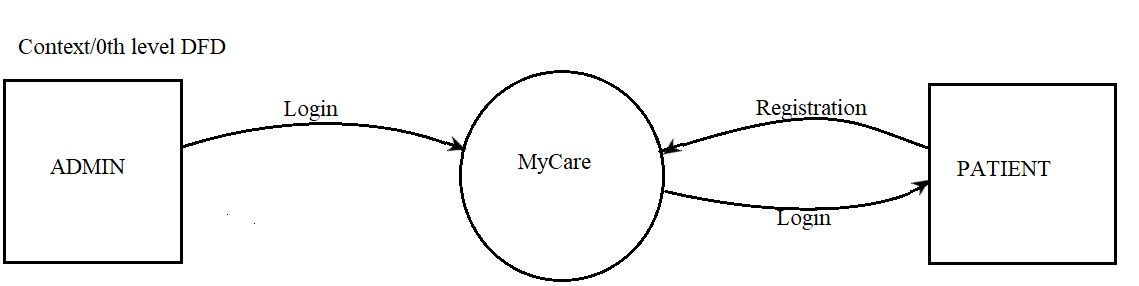 Context/0th level DFD
Login
Registration
ADMIN
MyCare
PATIENT
Login